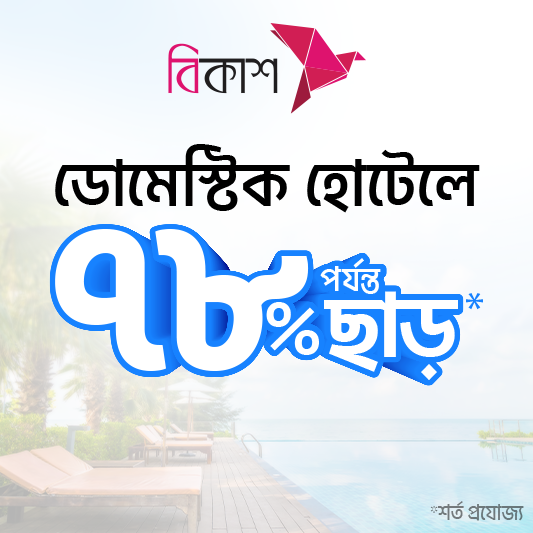 বিকাশ
ডোমেস্টিক হোটেলে
৭৮% পর্যন্ত ছাড়*
*শর্ত প্রযোজ্য